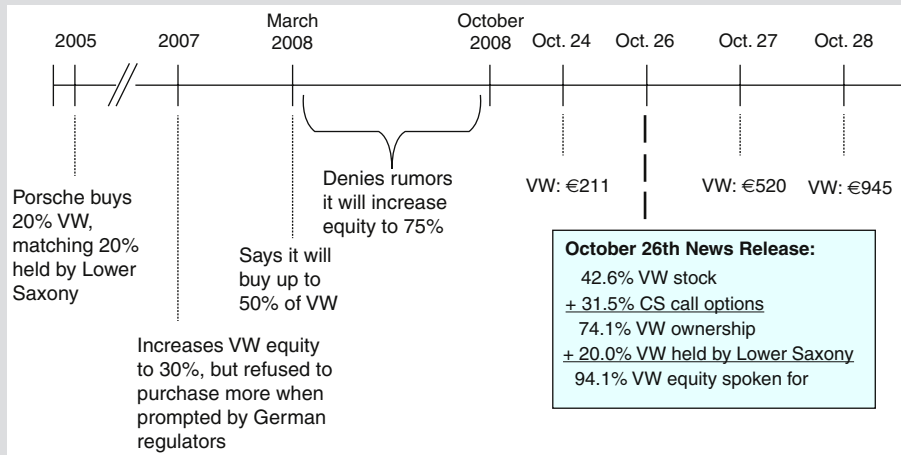 2005
2007
March
2008
October
2008
Oct. 24
Oct. 26
Oct. 27
Oct. 28
Porsche buys
20% VW,
matching 20%
held by Lower
Saxony
Increases VW equity
to 30%, but refused to
purchase more when
prompted by German
regulators
Says it will
buy up to
50% of VW
Denies rumors
it will increase
equity to 75%
VW: €211
VW: €520
VW: €945
October 26th News Release:
42.6% VW stock
+ 31.5% CS call options
74.1% VW ownership
+ 20.0% VW held by Lower Saxony
94.1% VW equity spoken for